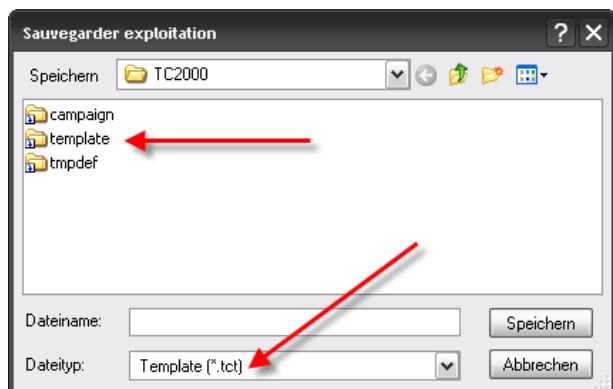 Sauvegarder exploitation
Speichern TC2000
campaign
template
tmpdef
Dateiname: Speichern
Dateityp: Template (*.tct) Abbrechen